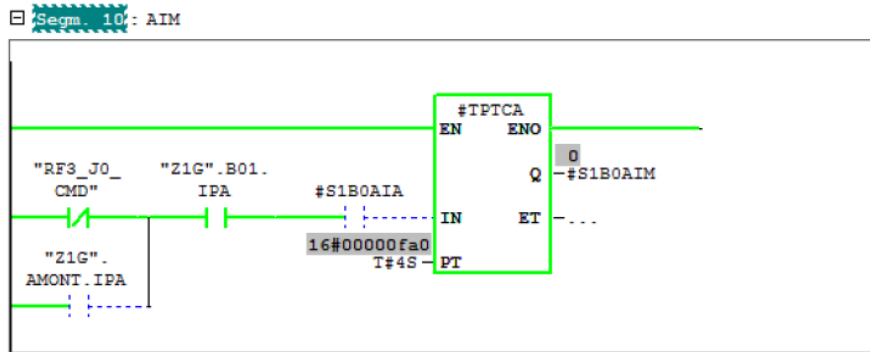 Segm. 10: AIM
#TPTCA
EN ENO
"RF3_J0_
CMD"
"Z1G".B01.
IPA
#S1B0AIA
0
Q #S1B0AIM
IN ET ...
16#00000fa0
T#4S PT
"Z1G".
AMONT.IPA